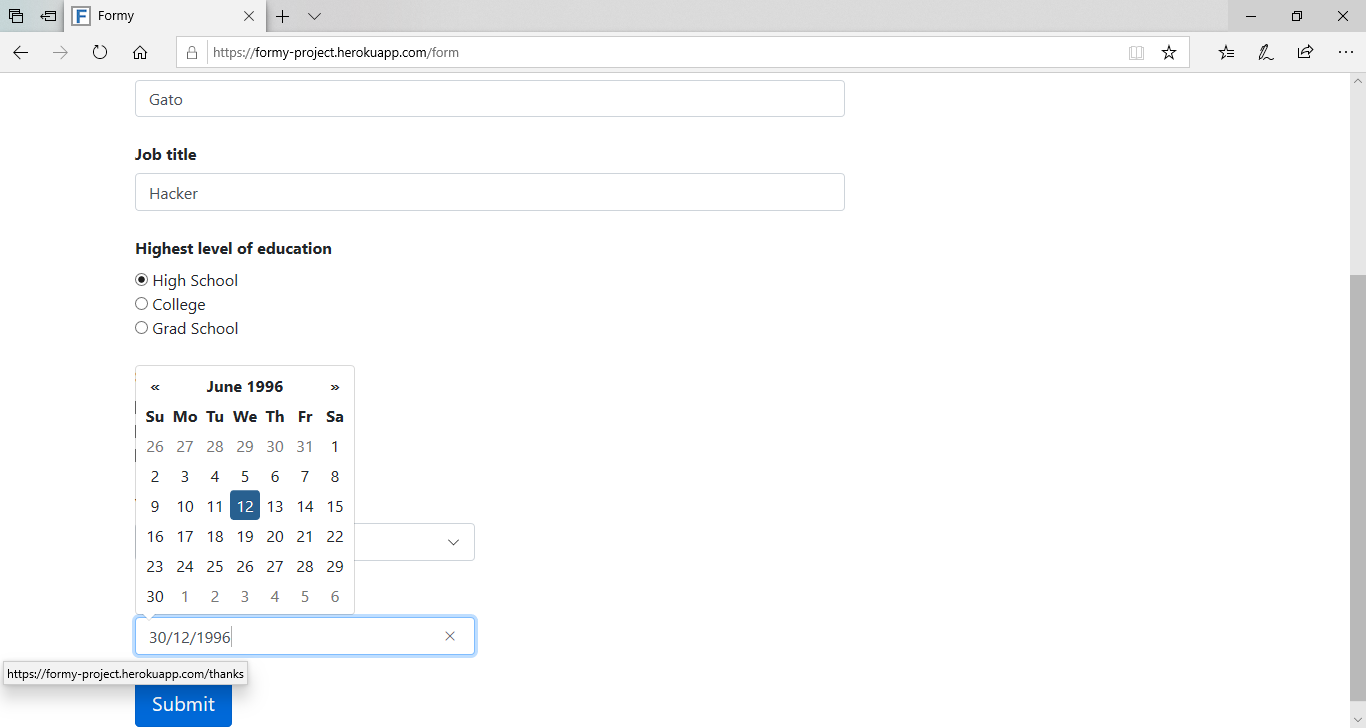 Formy
https://formy-project.herokuapp.com/form
Gato
Job title
Hacker
Highest level of education
High School
College
Grad School
« June 1996 »
Su Mo Tu We Th Fr Sa
26 27 28 29 30 31 1
2 3 4 5 6 7 8
9 10 11 12 13 14 15
16 17 18 19 20 21 22
23 24 25 26 27 28 29
30 1 2 3 4 5 6
30/12/1996
https://formy-project.herokuapp.com/thanks
Submit